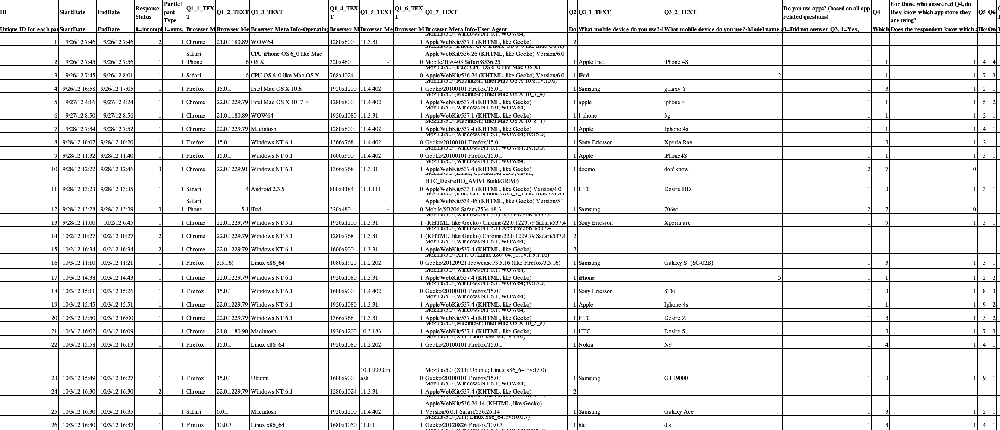 ID StartDate EndDate Response Status Partici pant Type Q1_1_TEXT Q1_2_TEXT Q1_3_TEXT Q1_4_TEXT Q1_5_TEXT Q1_6_TEXT Q1_7_TEXT Q2 Q3_1_TEXT Q3_2_TEXT Do you use apps? (based on all app related questions) Q4 For those who answered Q4, do they know which app store they are using? Q5 Q6
Unique ID for each par StartDate EndDate 0=incompl 1=ours, Browser M Browser Me Browser Meta Info-Operating Browser M Browser Me Browser M Browser Meta Info-User Agent Do What mobile device do you use?- What mobile device do you use?-Model name 0=Did not answer Q3, 1=Yes, Which Does the respondent know which a Ho On
1 9/26/12 7:46 9/26/12 7:46 2 1 Chrome 21.0.1180.89 WOW64 1280x800 11.3.31 1 Mozilla/5.0 (Windows NT 6.1; WOW64) AppleWebKit/537.1 (KHTML, like Gecko) 2
2 9/26/12 7:45 9/26/12 7:56 1 1 Safari iPhone 6 CPU iPhone OS 6_0 like Mac OS X 320x480 -1 0 Mozilla/5.0 (iPhone; CPU iPhone OS 6_0 like Mac OS X) AppleWebKit/536.26 (KHTML, like Gecko) Version/6.0 Mobile/10A403 Safari/8536.25 1 Apple Inc. iPhone 4S 1 1 1 4 4
3 9/26/12 7:45 9/26/12 8:01 1 1 Safari 6 CPU OS 6_0 like Mac OS X 768x1024 -1 0 Mozilla/5.0 (iPad; CPU OS 6_0 like Mac OS X) AppleWebKit/536.26 (KHTML, like Gecko) Version/6.0 1 iPad 2 1 1 1 7 3
4 9/26/12 16:58 9/26/12 17:05 1 1 Firefox 15.0.1 Intel Mac OS X 10.6 1920x1200 11.4.402 1 Mozilla/5.0 (Macintosh; Intel Mac OS X 10.6; rv:15.0) Gecko/20100101 Firefox/15.0.1 1 Samsung galaxy Y 1 3 1 2 1
5 9/27/12 4:16 9/27/12 4:24 1 1 Chrome 22.0.1229.79 Intel Mac OS X 10_7_4 1280x800 11.4.402 1 Mozilla/5.0 (Macintosh; Intel Mac OS X 10_7_4) AppleWebKit/537.4 (KHTML, like Gecko) 1 apple iphone 4 1 1 1 5 2
6 9/27/12 8:50 9/27/12 8:56 1 1 Chrome 21.0.1180.89 WOW64 1920x1080 11.3.31 1 Mozilla/5.0 (Windows NT 6.0; WOW64) AppleWebKit/537.1 (KHTML, like Gecko) 1 I phone 3g 1 1 1 2 1
7 9/28/12 7:34 9/28/12 7:52 1 1 Chrome 22.0.1229.79 Macintosh 1280x800 11.4.402 1 Mozilla/5.0 (Macintosh; Intel Mac OS X 10_8_1) AppleWebKit/537.4 (KHTML, like Gecko) 1 Apple Iphone 4s 1 1 1 4 1
8 9/28/12 10:07 9/28/12 10:20 1 1 Firefox 15.0.1 Windows NT 6.1 1366x768 11.4.402 0 Mozilla/5.0 (Windows NT 6.1; WOW64; rv:15.0) Gecko/20100101 Firefox/15.0.1 1 Sony Ericsson Xperia Ray 1 3 1 2 1
9 9/28/12 11:32 9/28/12 11:40 1 1 Firefox 15.0.1 Windows NT 6.1 1600x900 11.4.402 0 Mozilla/5.0 (Windows NT 6.1; WOW64; rv:15.0) Gecko/20100101 Firefox/15.0.1 1 Apple iPhone4S 1 1 1 3 1
10 9/28/12 12:22 9/28/12 12:46 3 1 Chrome 22.0.1229.91 Windows NT 6.1 1366x768 11.3.31 1 Mozilla/5.0 (Windows NT 6.1; WOW64) AppleWebKit/537.4 (KHTML, like Gecko) 1 docmo don' know 2 7 0
11 9/28/12 13:23 9/28/12 13:35 1 1 Safari 4 Android 2.3.5 800x1184 11.1.111 0 Mozilla/5.0 (Linux; U; Android 2.3.5; en-au; HTC_DesireHD_A9191 Build/GRJ90) AppleWebKit/533.1 (KHTML, like Gecko) Version/4.0 1 HTC Desire HD 1 3 1 3 1
12 9/28/12 13:28 9/28/12 13:39 3 1 Safari iPhone 5.1 iPod 320x480 -1 0 Mozilla/5.0 (iPod; CPU iPhone OS 5_1_1 like Mac OS X) AppleWebKit/534.46 (KHTML, like Gecko) Version/5.1 Mobile/9B206 Safari/7534.48.3 1 Samsung 706sc 2 7 0
13 9/28/12 11:00 10/2/12 6:45 1 1 Chrome 22.0.1229.79 Windows NT 5.1 1920x1200 11.3.31 1 Mozilla/5.0 (Windows NT 5.1) AppleWebKit/537.4 (KHTML, like Gecko) Chrome/22.0.1229.79 Safari/537.4 1 Sony Ericsson Xperia arc 1 9 1 3 1
14 10/2/12 10:27 10/2/12 10:27 2 1 Chrome 22.0.1229.79 Windows NT 5.1 1280x768 11.3.31 1 Mozilla/5.0 (Windows NT 5.1) AppleWebKit/537.4 (KHTML, like Gecko) Chrome/22.0.1229.79 Safari/537.4 2
15 10/2/12 16:34 10/2/12 16:34 2 1 Chrome 22.0.1229.79 Windows NT 6.1 1600x900 11.3.31 1 Mozilla/5.0 (Windows NT 6.1; WOW64) AppleWebKit/537.4 (KHTML, like Gecko) 2
16 10/3/12 11:10 10/3/12 11:21 1 1 Firefox 3.5.16) Linux x86_64 1080x1920 11.2.202 0 Mozilla/5.0 (X11; U; Linux x86_64; ja; rv:1.9.1.16) Gecko/20120921 Iceweasel/3.5.16 (like Firefox/3.5.16) 1 Samsung Galaxy S (SC-02B) 1 3 1 3 1
17 10/3/12 14:38 10/3/12 14:43 1 1 Chrome 22.0.1229.79 Windows NT 6.1 1920x1080 11.3.31 1 Mozilla/5.0 (Windows NT 6.1; WOW64) AppleWebKit/537.4 (KHTML, like Gecko) 1 iPhone 5 1 1 1 2 2
18 10/3/12 15:11 10/3/12 15:26 1 1 Firefox 15.0.1 Windows NT 6.1 1600x900 11.4.402 0 Mozilla/5.0 (Windows NT 6.1; WOW64; rv:15.0) Gecko/20100101 Firefox/15.0.1 1 Sony Ericsson ST8i 1 3 1 8 3
19 10/3/12 15:45 10/3/12 15:51 1 1 Chrome 22.0.1229.79 Windows NT 6.1 1920x1080 11.3.31 1 Mozilla/5.0 (Windows NT 6.1; WOW64) AppleWebKit/537.4 (KHTML, like Gecko) 1 Apple Iphone 4s 1 1 1 9 2
20 10/3/12 15:50 10/3/12 16:00 1 1 Chrome 22.0.1229.79 Windows NT 6.1 1366x768 11.3.31 1 Mozilla/5.0 (Windows NT 6.1; WOW64) AppleWebKit/537.4 (KHTML, like Gecko) 1 HTC Desire Z 1 3 1 5 2
21 10/3/12 16:02 10/3/12 16:09 1 1 Chrome 21.0.1180.90 Macintosh 1920x1200 10.3.183 1 Mozilla/5.0 (Macintosh; Intel Mac OS X 10_5_8) AppleWebKit/537.1 (KHTML, like Gecko) 1 HTC Desire S 1 3 1 7 3
22 10/3/12 15:58 10/3/12 16:13 1 1 Firefox 15.0.1 Linux x86_64 1920x1080 11.2.202 1 Mozilla/5.0 (X11; Linux x86_64; rv:15.0) Gecko/20100101 Firefox/15.0.1 1 Nokia N9 1 4 1 4 1
23 10/3/12 15:49 10/3/12 16:27 1 1 Firefox 15.0.1 Ubuntu 1600x900 10.1.999.Gnash 0 Mozilla/5.0 (X11; Ubuntu; Linux x86_64; rv:15.0) Gecko/20100101 Firefox/15.0.1 1 Samsung GT I9000 1 3 1 9 1
24 10/3/12 16:30 10/3/12 16:30 2 1 Chrome 22.0.1229.79 Windows NT 6.1 1280x1024 11.3.31 1 Mozilla/5.0 (Windows NT 6.1; WOW64) AppleWebKit/537.4 (KHTML, like Gecko) 2
25 10/3/12 16:30 10/3/12 16:35 1 1 Safari 6.0.1 Macintosh 1920x1200 11.4.402 1 Mozilla/5.0 (Macintosh; Intel Mac OS X 10_7_5) AppleWebKit/536.26.14 (KHTML, like Gecko) Version/6.0.1 Safari/536.26.14 1 Samsung Galaxy Ace 1 3 1 2 1
26 10/3/12 16:30 10/3/12 16:37 1 1 Firefox 10.0.7 Linux x86_64 1680x1050 11.0.1 1 Mozilla/5.0 (X11; Linux x86_64; rv:10.0.7) Gecko/20120826 Firefox/10.0.7 1 htc d s 1 3 1 4 1